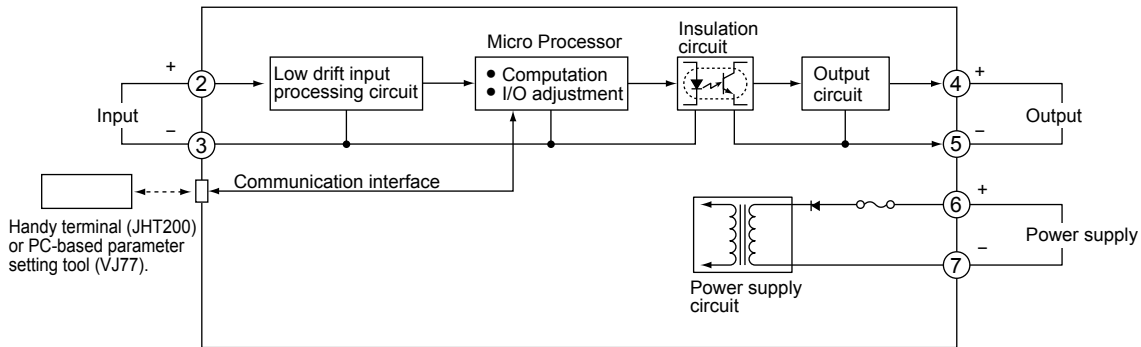 Micro Processor
Insulation
circuit
Low drift input
processing circuit
● Computation
● I/O adjustment
Output
circuit
+
2
Input
−
3
4
+
Output
5
−
Communication interface
Handy terminal (JHT200)
or PC-based parameter
setting tool (VJ77).
6
+
Power supply
7
−
Power supply
circuit